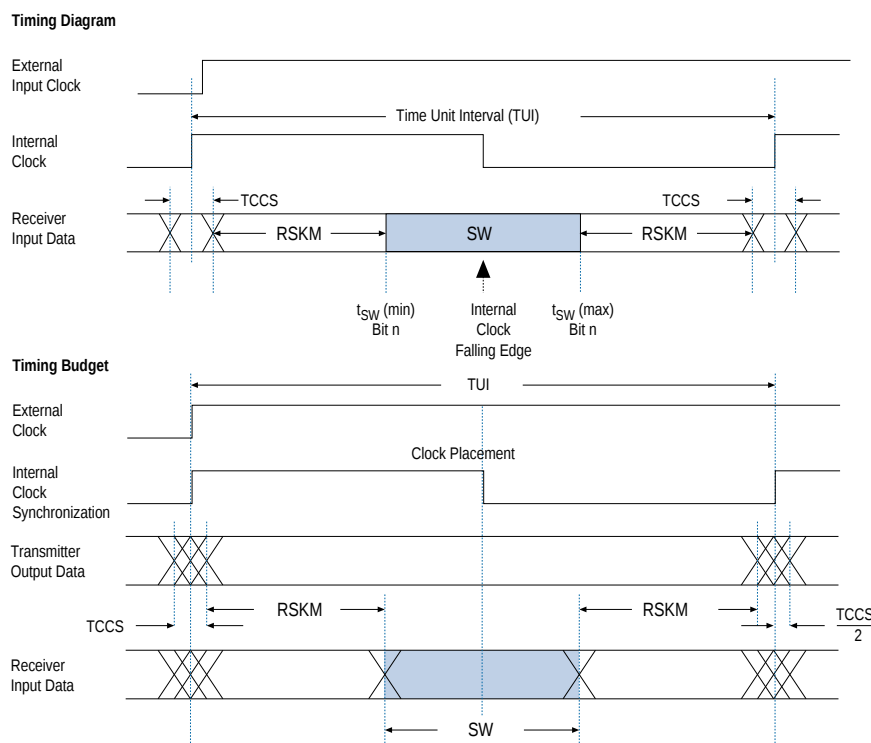 Timing Diagram
External
Input Clock
Time Unit Interval (TUI)
Internal
Clock
TCCS
TCCS
Receiver
Input Data
RSKM
SW
RSKM
tSW (min)
Bit n
Internal
Clock
Falling Edge
tSW (max)
Bit n
Timing Budget
TUI
External
Clock
Clock Placement
Internal
Clock
Synchronization
Transmitter
Output Data
RSKM
RSKM
TCCS
TCCS
2
Receiver
Input Data
SW